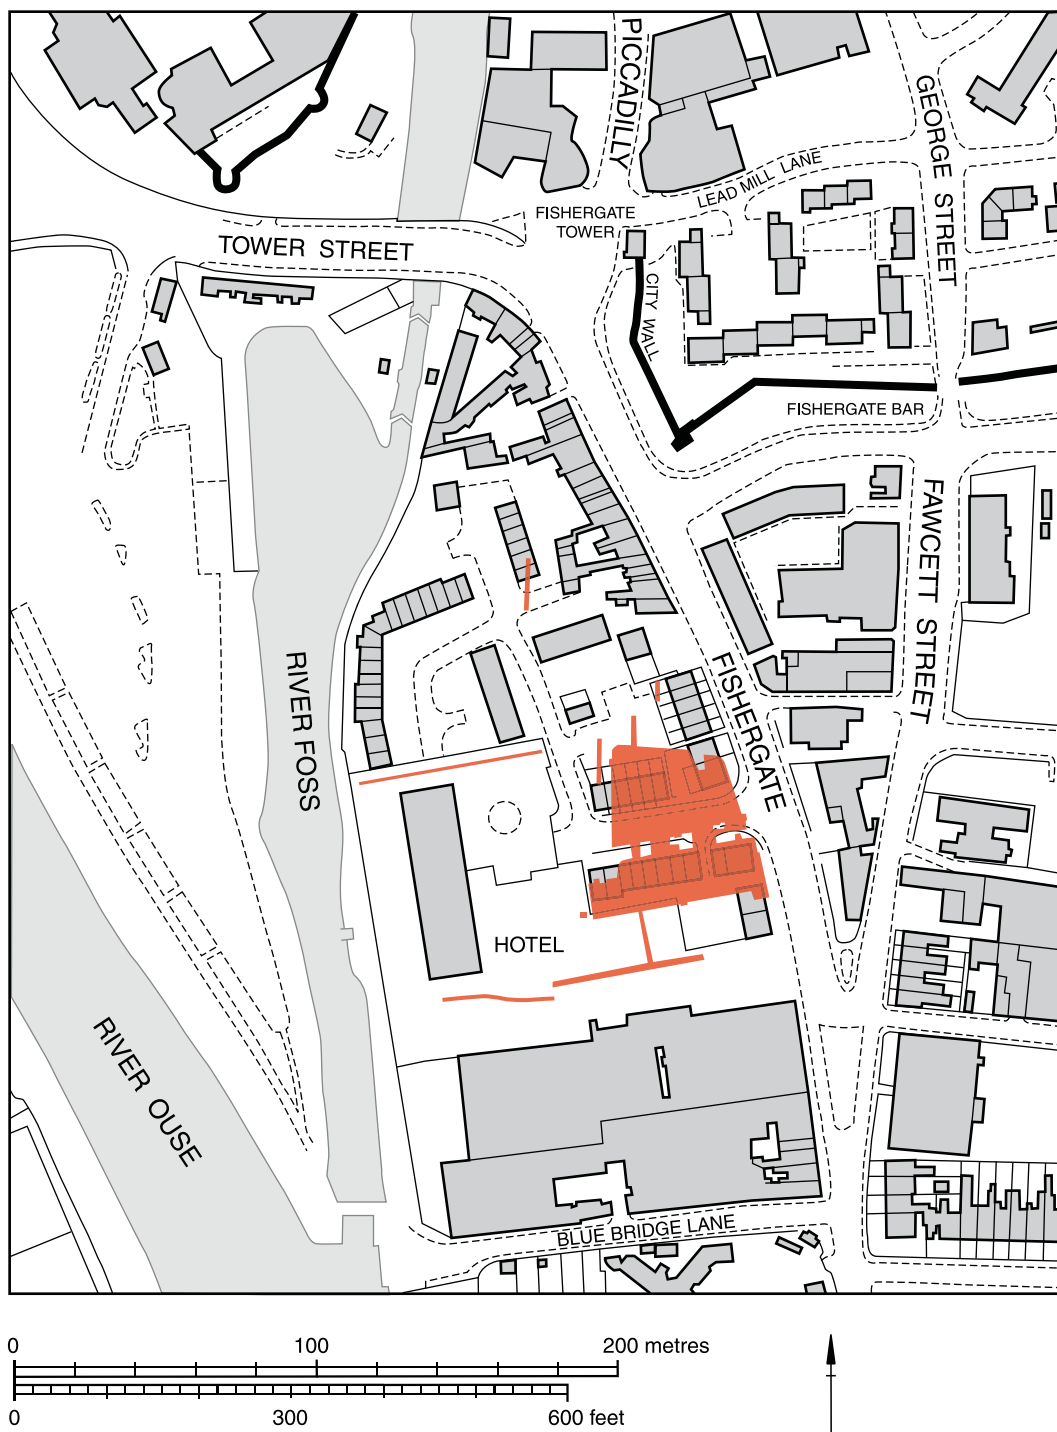 PICCADILLY
GEORGE STREET
LEAD MILL LANE
FISHERGATE
TOWER
TOWER STREET
CITY WALL
FISHERGATE BAR
FAWCETT STREET
RIVER FOSS
FISHERGATE
HOTEL
RIVER OUSE
BLUE BRIDGE LANE
0 100 200 metres
0 300 600 feet